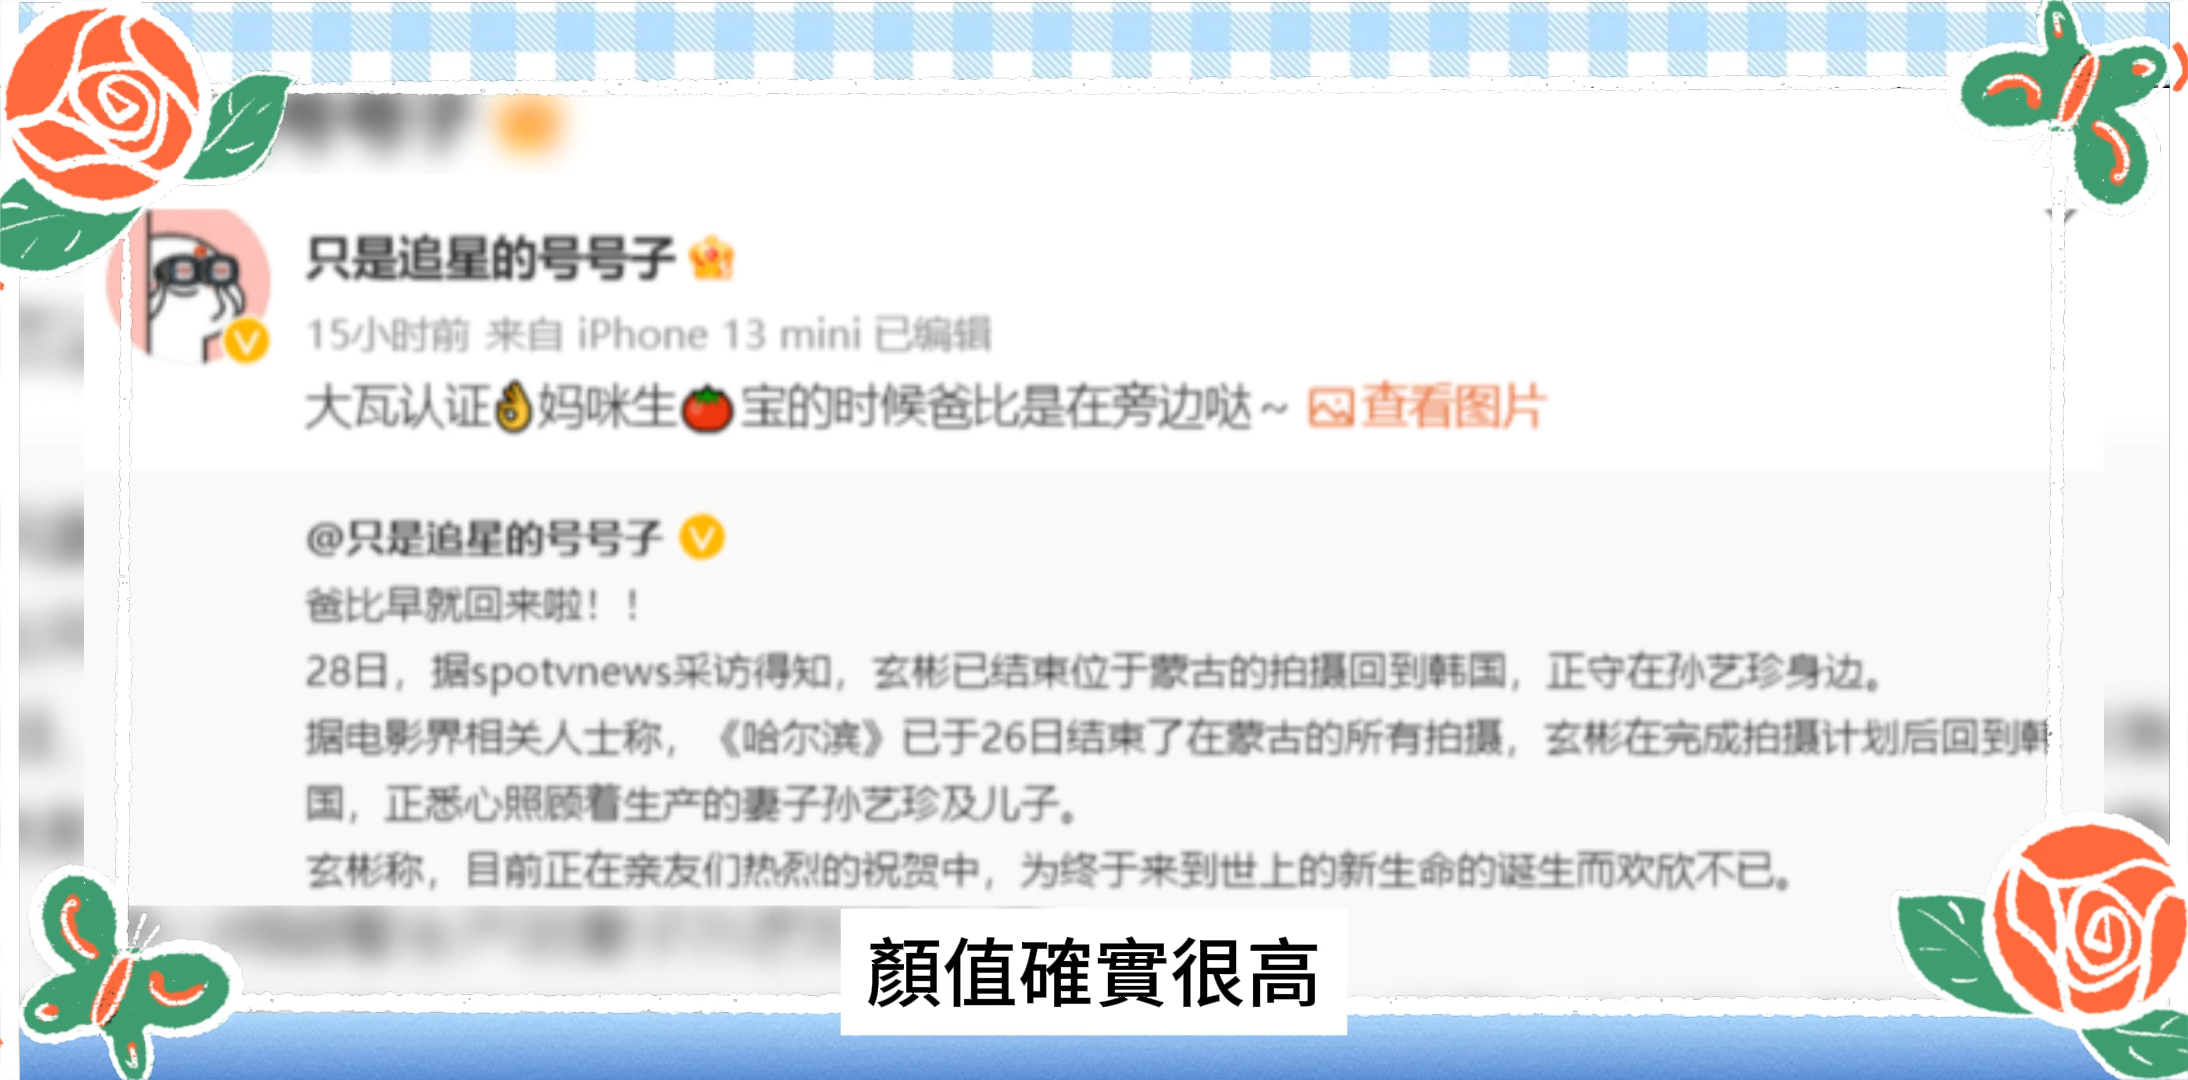 只是追星的号号子
15小时前 来自 iPhone 13 mini 已编辑
大瓦认证👌妈咪生🍅宝的时候爸比是在旁边哒~ 查看图片
@只是追星的号号子
爸比早就回来啦！！
28日，据spotvnews采访得知，玄彬已结束位于蒙古的拍摄回到韩国，正守在孙艺珍身边。
据电影界相关人士称，《哈尔滨》已于26日结束了在蒙古的所有拍摄，玄彬在完成拍摄计划后回到韩
国，正悉心照顾着生产的妻子孙艺珍及儿子。
玄彬称，目前正在亲友们热烈的祝贺中，为终于来到世上的新生命的诞生而欢欣不已。
顏值確實很高